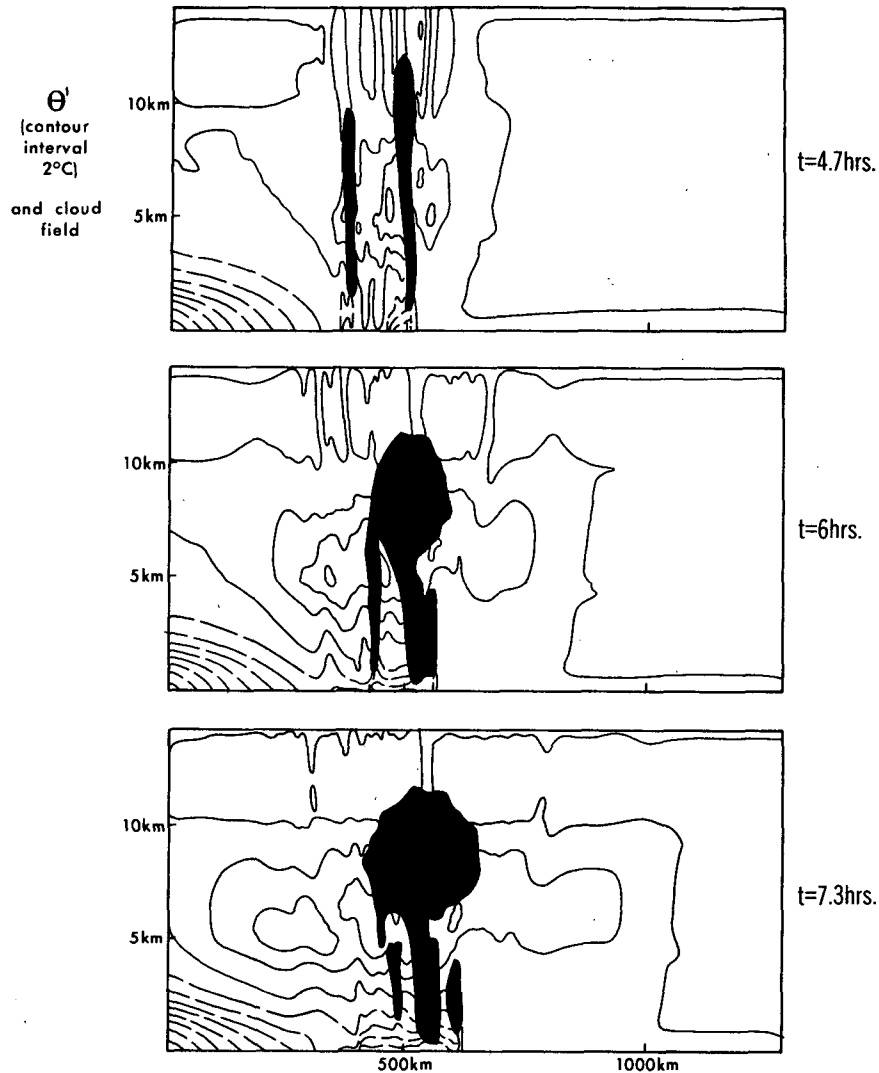 Θ'
(contour
interval
2°C)
and cloud
field
10km
5km
t=4.7hrs.
10km
5km
t=6hrs.
10km
5km
t=7.3hrs.
500km
1000km